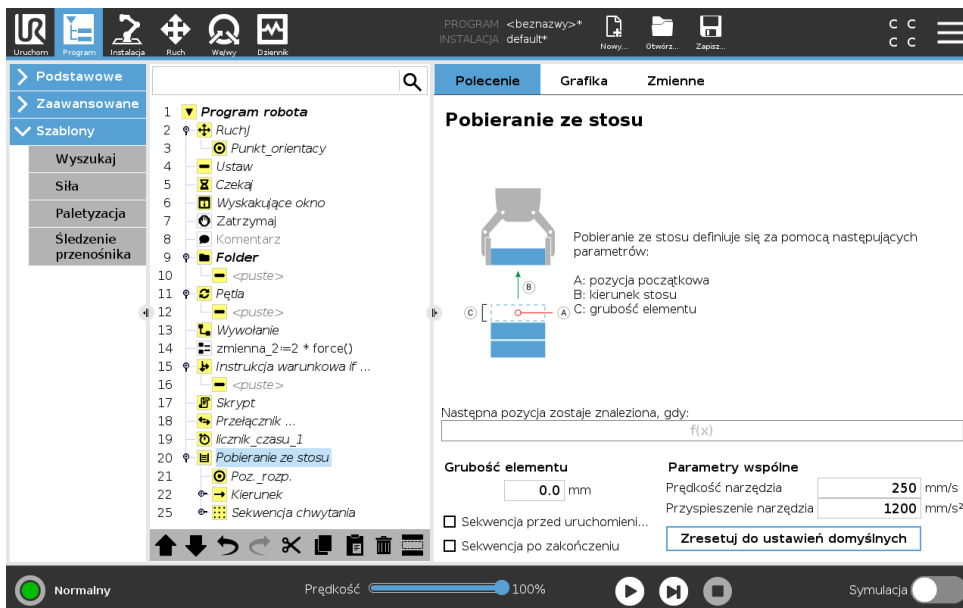 UR
PROGRAM <beznazwy>*
INSTALACJA default*
C C
C C
Uruchom
Program
Instalacja
Ruch
We/wy
Dziennik
Nowy...
Otwórz...
Zapisz...
Podstawowe
Zaawansowane
Szablony
Wyszukaj
Siła
Paletyzacja
Śledzenie
przenośnika
1 Program robota
2 RuchJ
3 Punkt_orientacy
4 Ustaw
5 Czekaj
6 Wyskakujące okno
7 Zatrzymaj
8 Komentarz
9 Folder
10 <puste>
11 Pętla
12 <puste>
13 Wywołanie
14 zmienna_2≔2 * force()
15 Instrukcja warunkowa if ...
16 <puste>
17 Skrypt
18 Przełącznik ...
19 licznik_czasu_1
20 Pobieranie ze stosu
21 Poz._rozp.
22 Kierunek
25 Sekwencja chwytania
Polecenie
Grafika
Zmienne
Pobieranie ze stosu
B
C
A
Pobieranie ze stosu definiuje się za pomocą następujących
parametrów:
A: pozycja początkowa
B: kierunek stosu
C: grubość elementu
Następna pozycja zostaje znaleziona, gdy:
f(x)
Grubość elementu
0.0 mm
Sekwencja przed uruchomieni...
Sekwencja po zakończeniu
Parametry wspólne
Prędkość narzędzia 250 mm/s
Przyspieszenie narzędzia 1200 mm/s²
Zresetuj do ustawień domyślnych
Normalny
Prędkość
100%
Symulacja